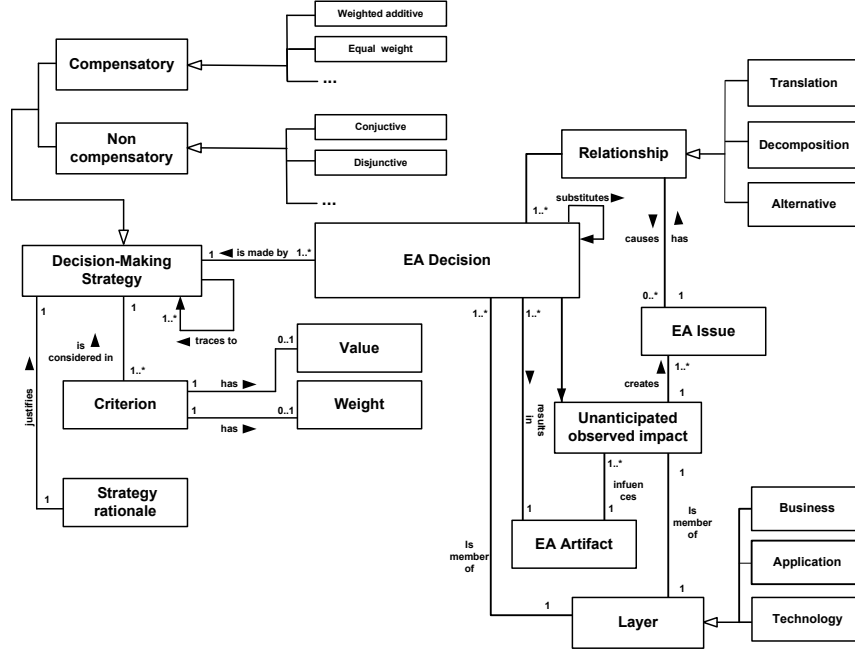 Weighted additive
Compensatory
Equal weight
...
Translation
Conjuctive
Non
compensatory
Relationship
Decomposition
Disjunctive
...
Alternative
substitutes
1..*
causes
has
1
is made by
1..*
EA Decision
Decision-Making
Strategy
1
1
1..*
traces to
1..*
1..*
0..*
1
EA Issue
is
considered in
0..1
Value
1..*
creates
1
1..*
1
has
Criterion
1
0..1
Weight
has
justifies
results
in
Unanticipated
observed impact
1..*
1
infuen
ces
Strategy
rationale
1
1
1
EA Artifact
Is
member
of
Is
member
of
Business
Application
1
1
Layer
Technology